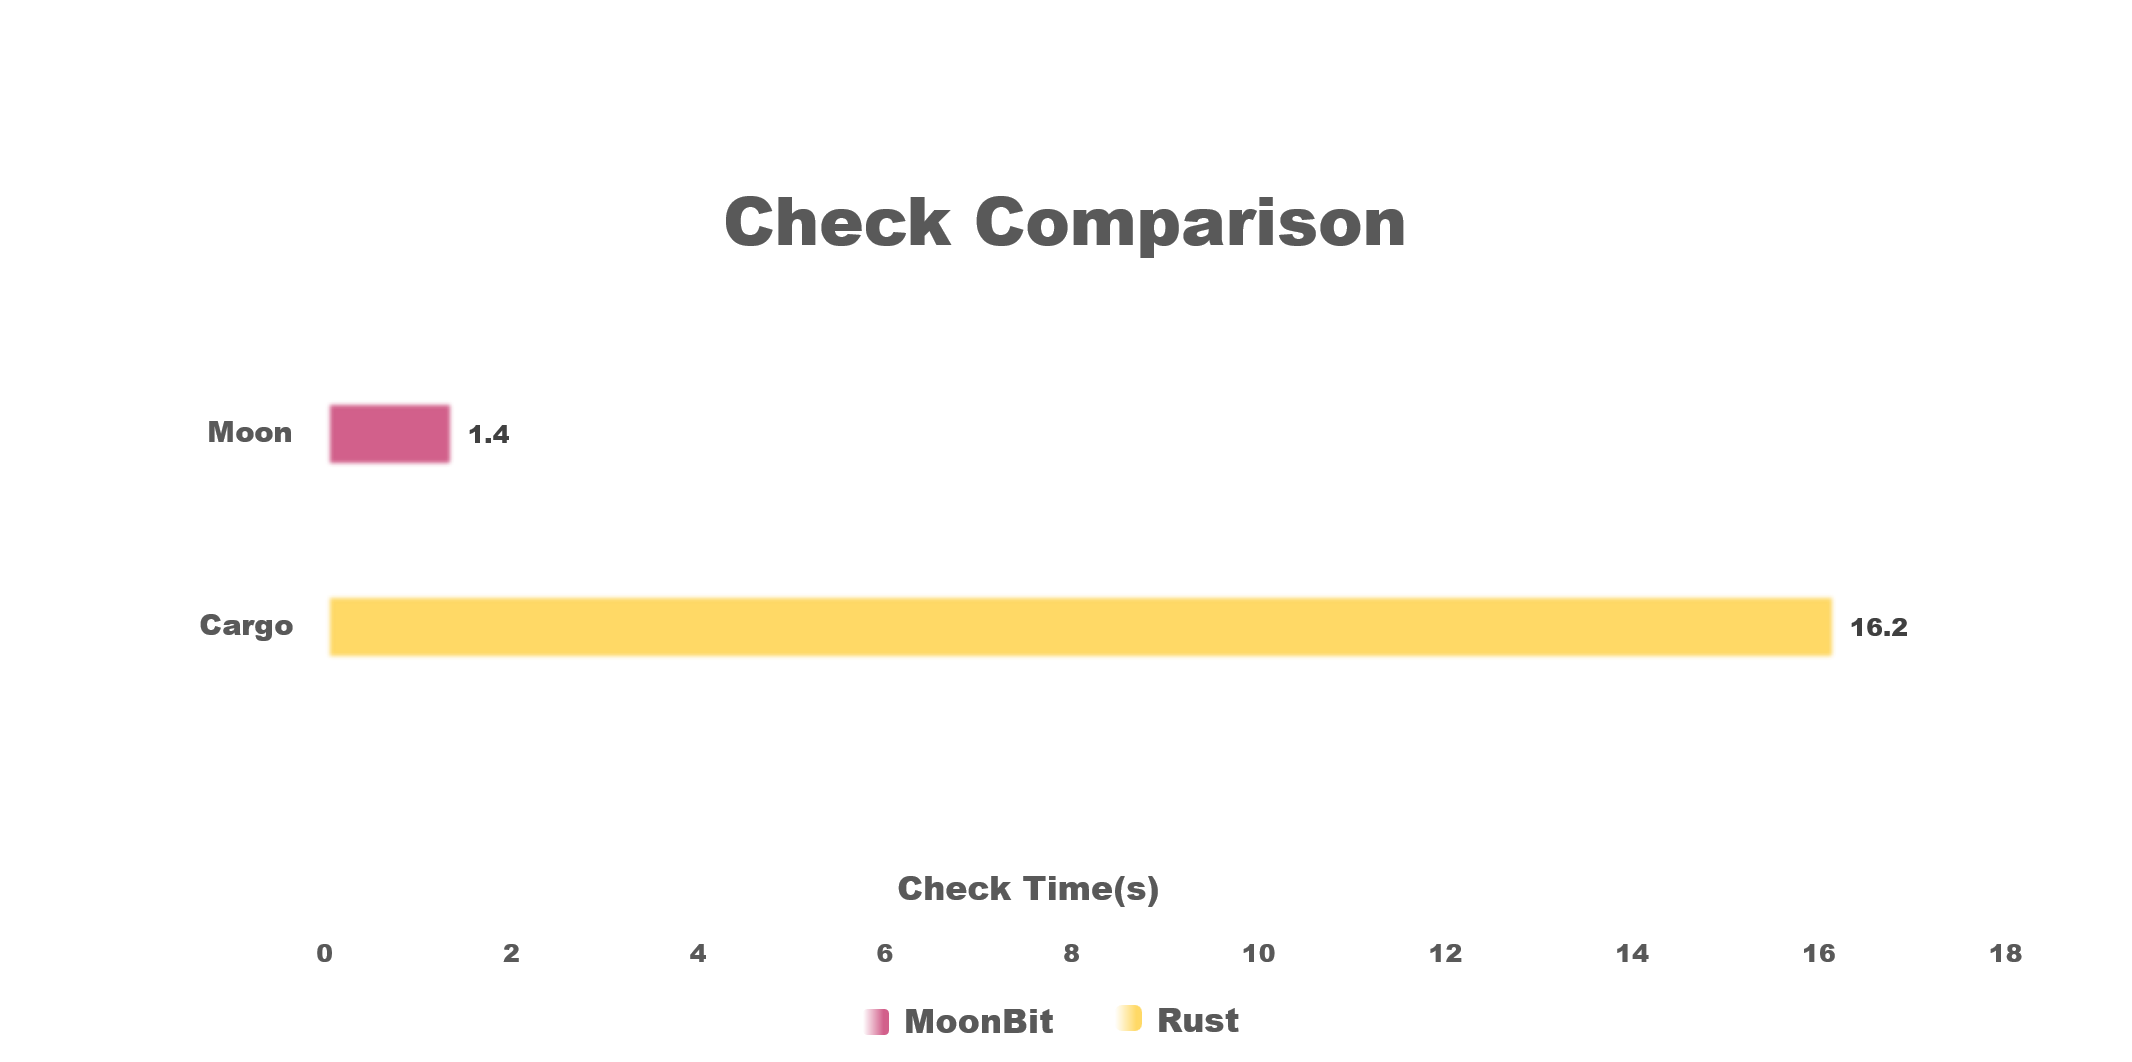 Check Comparison
Moon 1.4
Cargo 16.2
Check Time(s)
0 2 4 6 8 10 12 14 16 18
MoonBit Rust